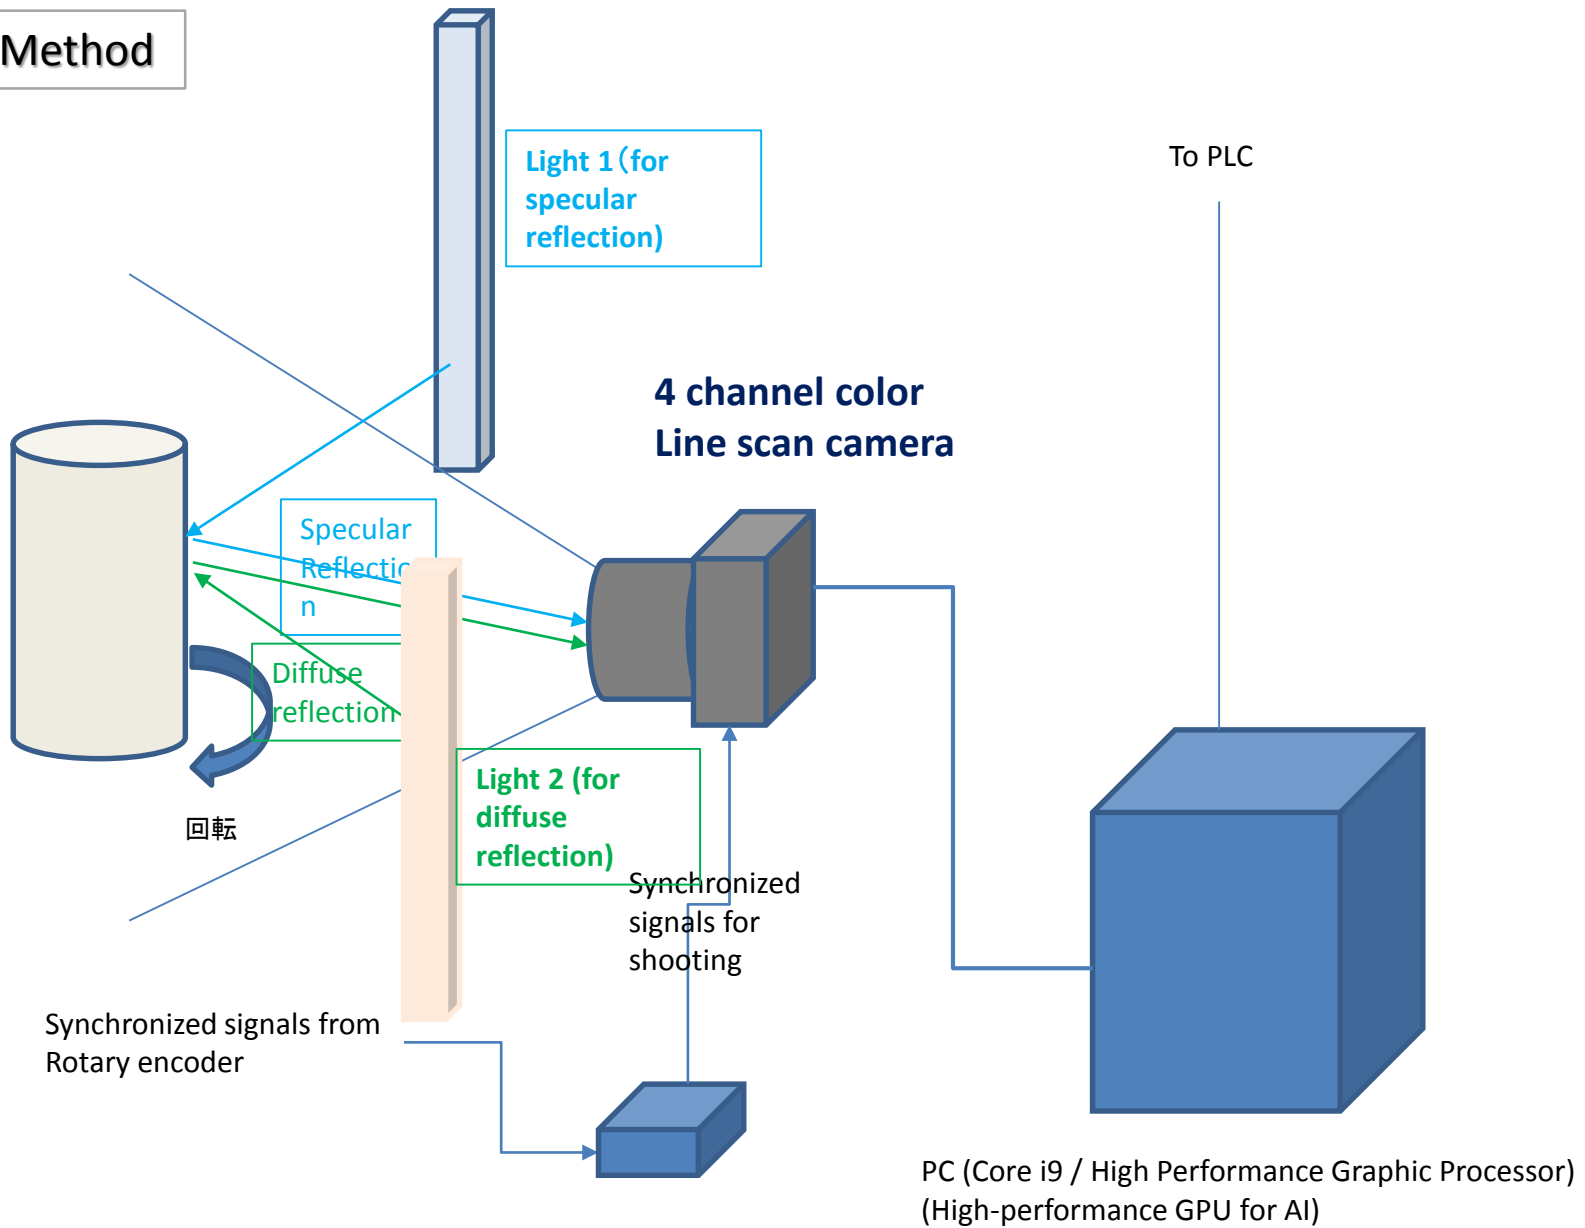 Method
Light 1（for
specular
reflection)
To PLC
4 channel color
Line scan camera
Specular
Reflectio
n
Diffuse
reflection
Light 2 (for
diffuse
reflection)
回転
Synchronized
signals for
shooting
Synchronized signals from
Rotary encoder
PC (Core i9 / High Performance Graphic Processor)
(High-performance GPU for AI)